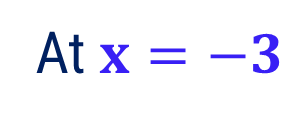 At x = −3